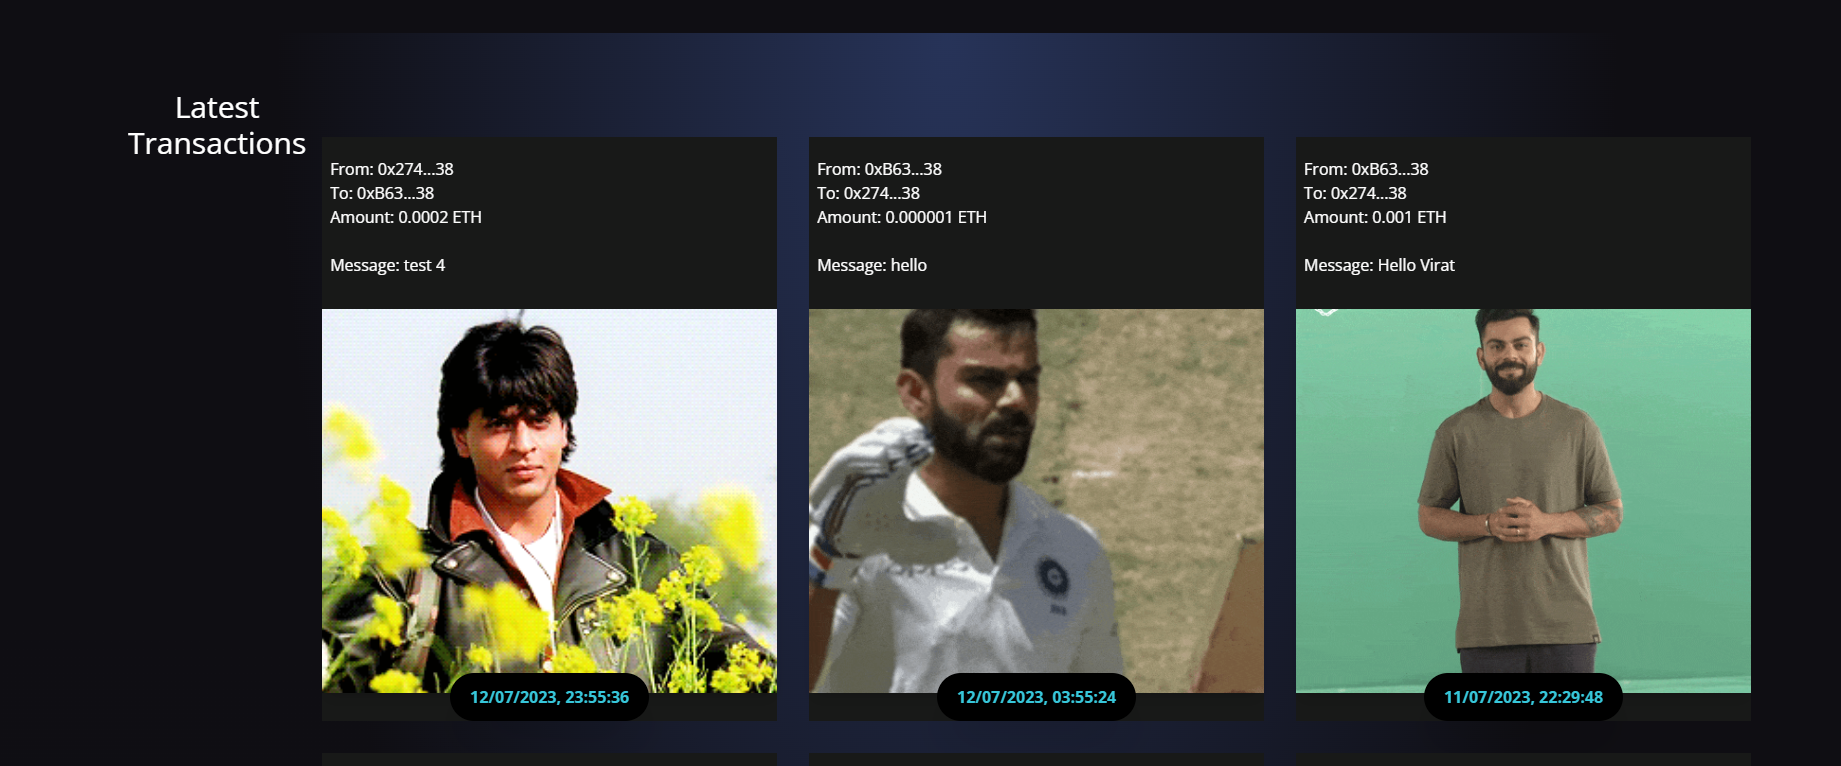 Latest
Transactions
From: 0x274...38
To: 0xB63...38
Amount: 0.0002 ETH
Message: test 4
12/07/2023, 23:55:36
From: 0xB63...38
To: 0x274...38
Amount: 0.000001 ETH
Message: hello
12/07/2023, 03:55:24
From: 0xB63...38
To: 0x274...38
Amount: 0.001 ETH
Message: Hello Virat
11/07/2023, 22:29:48